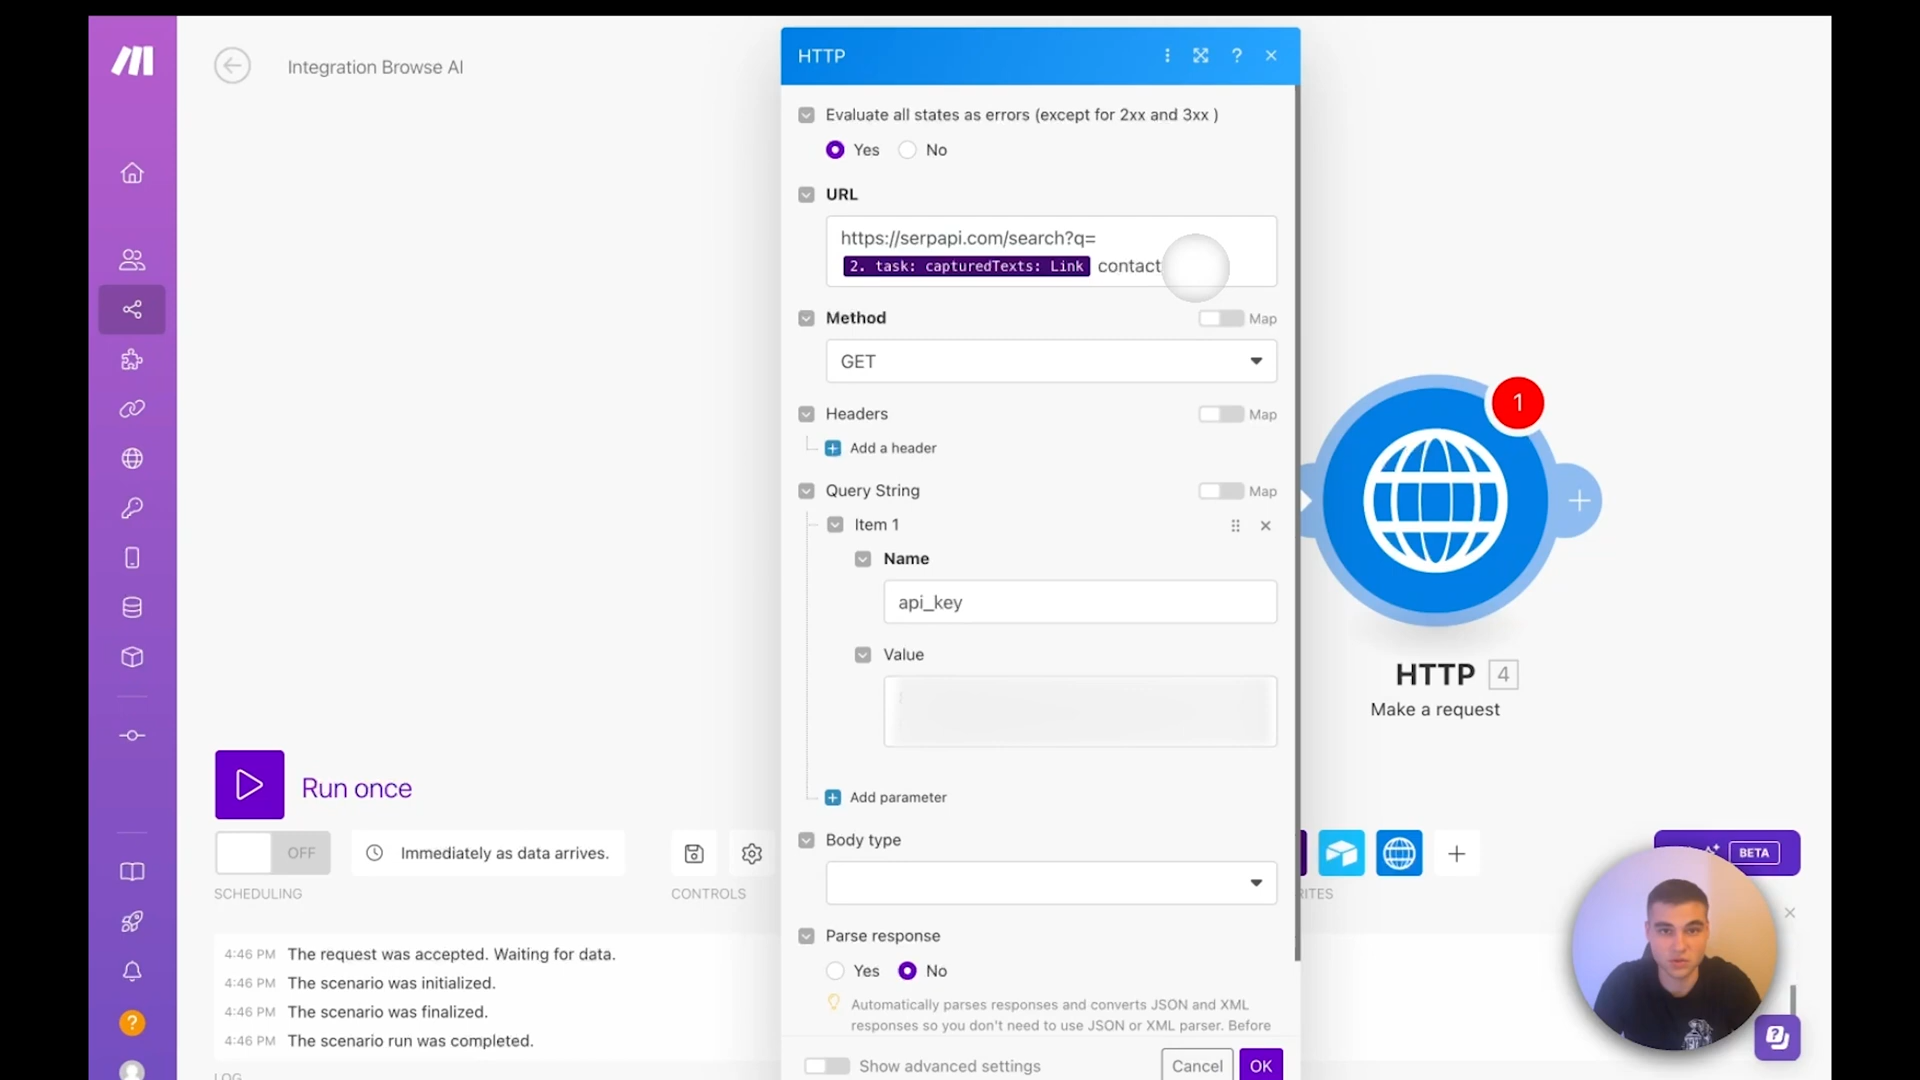 Integration Browse AI
HTTP
?
Evaluate all states as errors (except for 2xx and 3xx )
Yes No
URL
https://serpapi.com/search?q=
2. task: capturedTexts: Link contact
Method Map
GET
Headers Map
Add a header
Query String Map
Item 1
Name
api_key
Value
Add parameter
Body type
Parse response
Yes No
Automatically parses responses and converts JSON and XML
responses so you don't need to use JSON or XML parser. Before
Show advanced settings
Cancel OK
1
HTTP 4
Make a request
Run once
OFF
Immediately as data arrives.
SCHEDULING
CONTROLS
BETA
4:46 PM The request was accepted. Waiting for data.
4:46 PM The scenario was initialized.
4:46 PM The scenario was finalized.
4:46 PM The scenario run was completed.
LOG
?